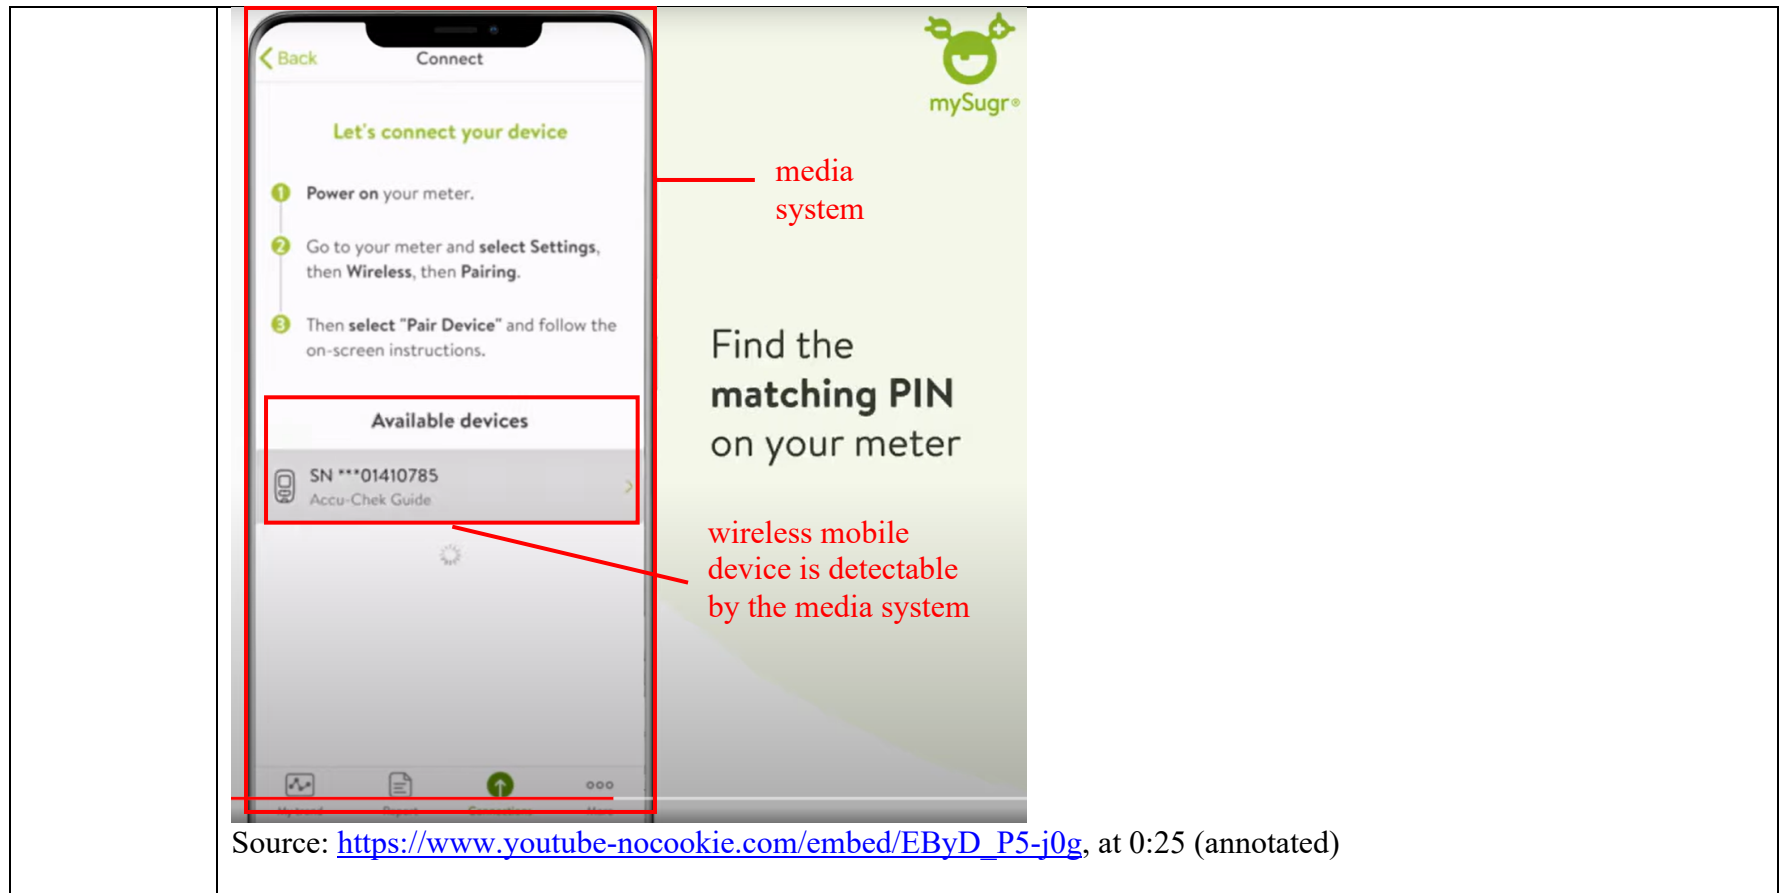 Back
Connect
mySugr®
Let's connect your device
media
system
1 Power on your meter.
2 Go to your meter and select Settings,
then Wireless, then Pairing.
3 Then select "Pair Device" and follow the
on-screen instructions.
Find the
matching PIN
on your meter
Available devices
SN ***01410785
Accu-Chek Guide
wireless mobile
device is detectable
by the media system
Source: https://www.youtube-nocookie.com/embed/EByD_P5-j0g, at 0:25 (annotated)